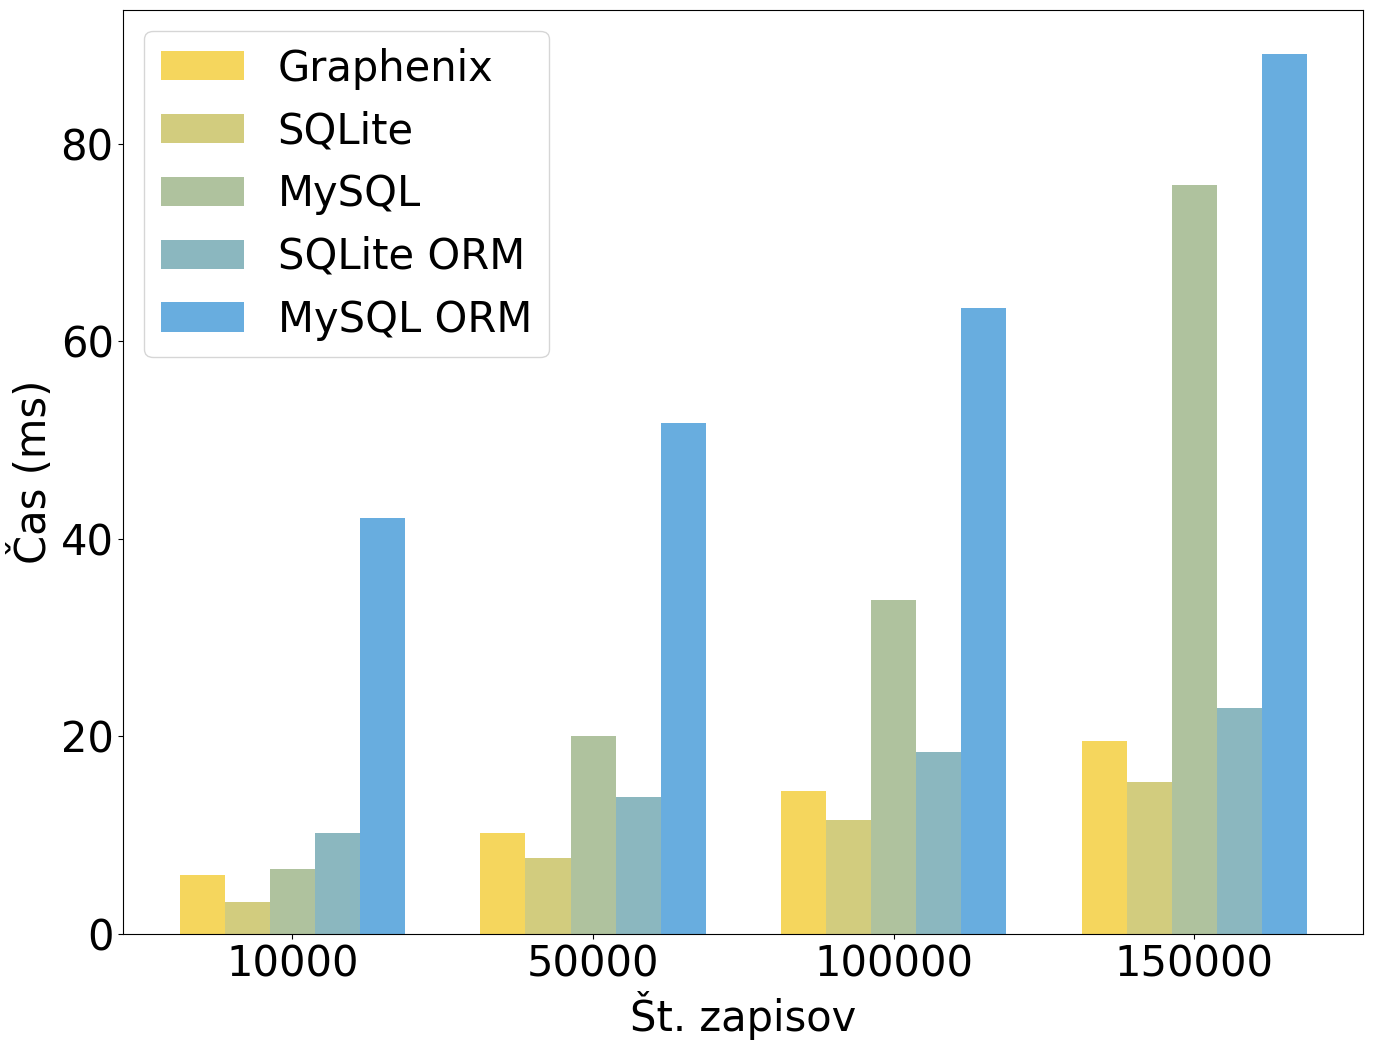 Graphenix
SQLite
MySQL
SQLite ORM
MySQL ORM
Čas (ms)
80
60
40
20
0
10000 50000 100000 150000
Št. zapisov